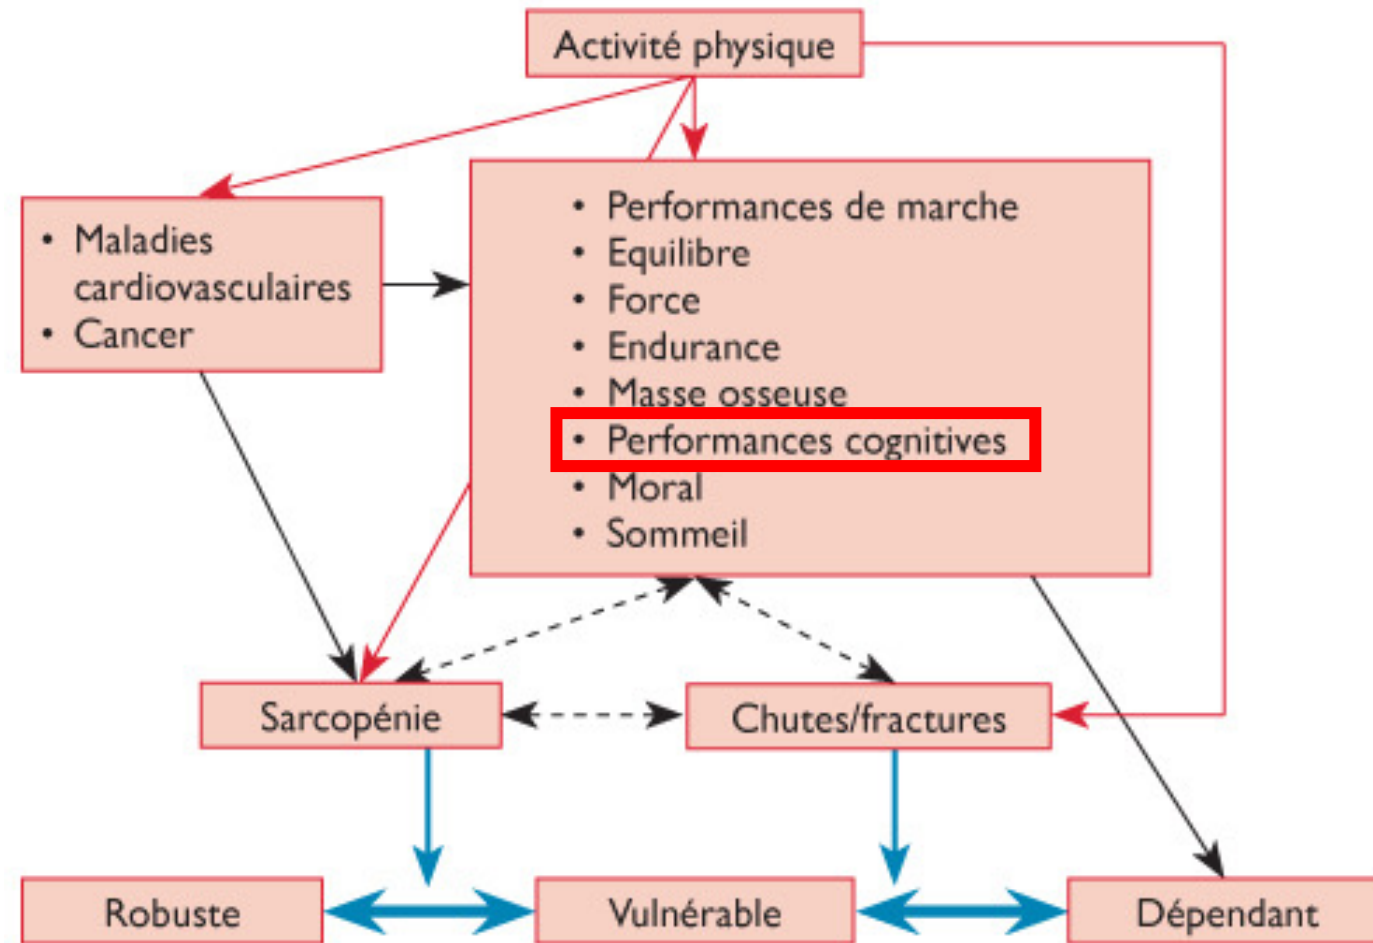 Activité physique
• Maladies
cardiovasculaires
• Cancer
• Performances de marche
• Equilibre
• Force
• Endurance
• Masse osseuse
• Performances cognitives
• Moral
• Sommeil
Sarcopénie
Chutes/fractures
Robuste
Vulnérable
Dépendant